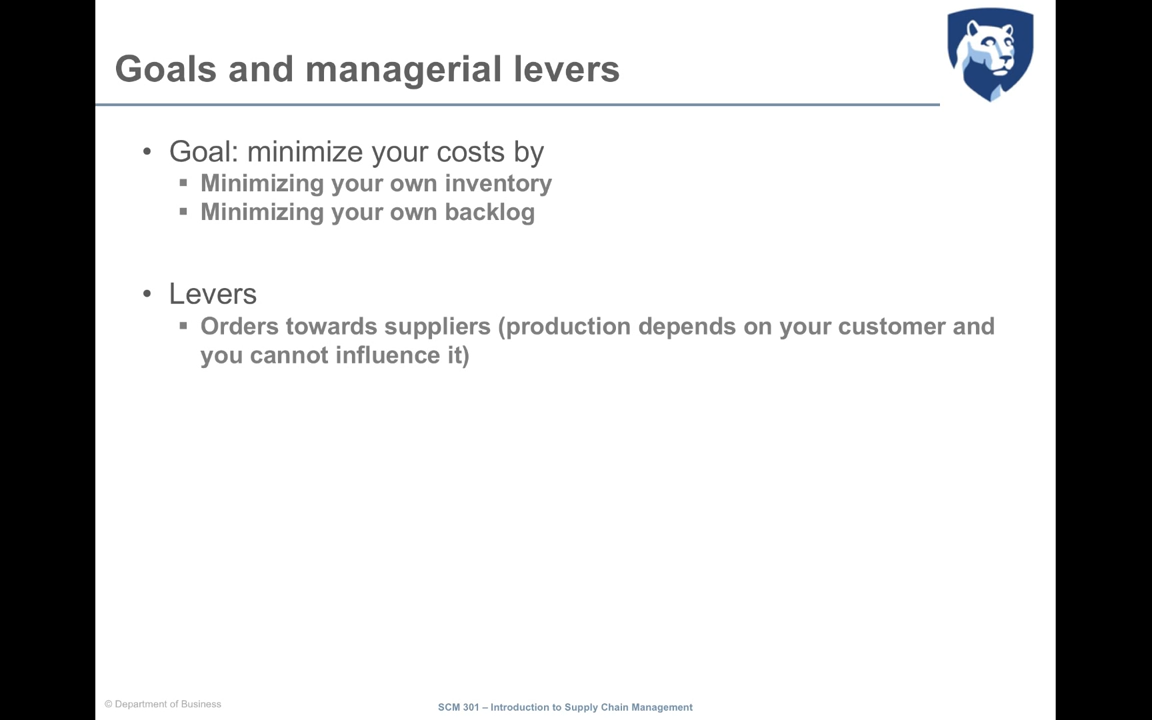 Goals and managerial levers
• Goal: minimize your costs by
▪ Minimizing your own inventory
▪ Minimizing your own backlog
• Levers
▪ Orders towards suppliers (production depends on your customer and
you cannot influence it)
© Department of Business
SCM 301 – Introduction to Supply Chain Management